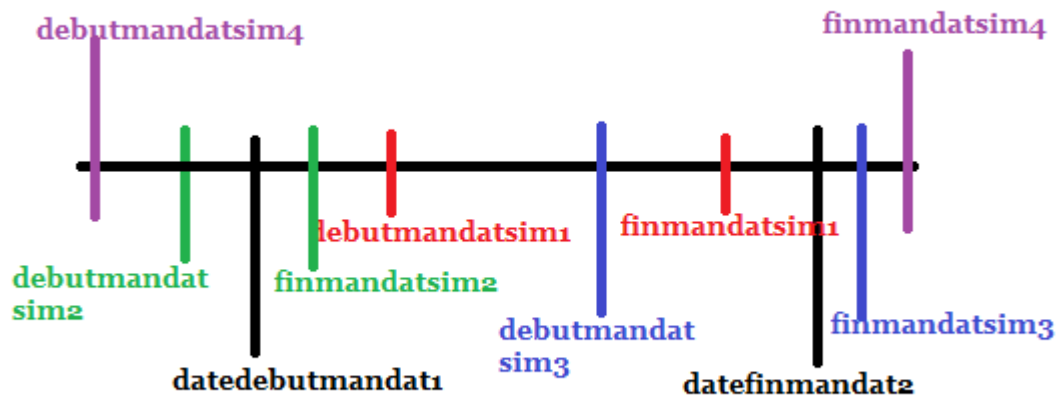 debutmandatsim4
finmandatsim4
debutmandatsim1
finmandatsim1
debutmandat
sim2
finmandatsim2
debutmandat
sim3
finmandatsim3
datedebutmandat1
datefinmandat2